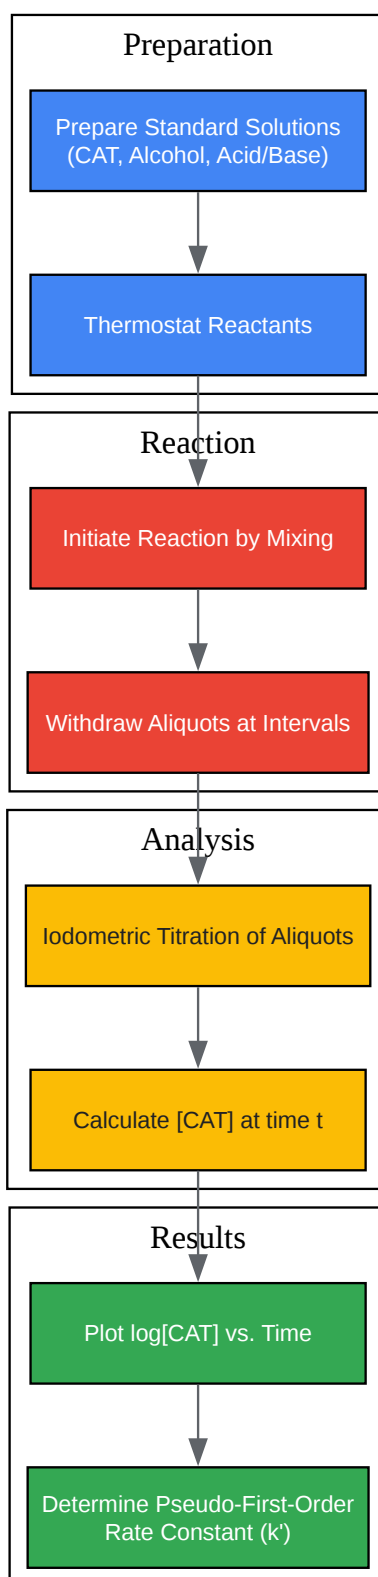 Preparation
Prepare Standard Solutions
(CAT, Alcohol, Acid/Base)
Thermostat Reactants
Reaction
Initiate Reaction by Mixing
Withdraw Aliquots at Intervals
Analysis
Iodometric Titration of Aliquots
Calculate [CAT] at time t
Results
Plot log[CAT] vs. Time
Determine Pseudo-First-Order
Rate Constant (k')